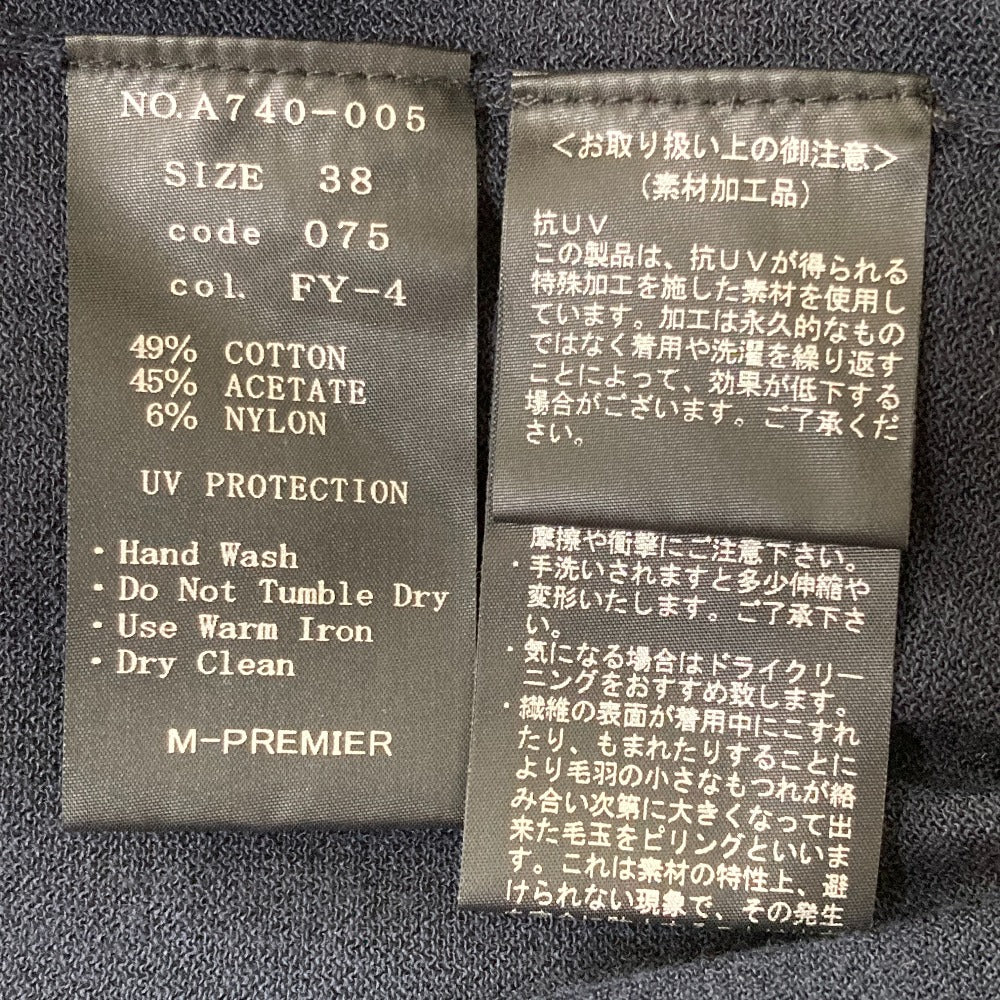 NO.A740-005
SIZE 38
code 075
col. FY-4
49% COTTON
45% ACETATE
6% NYLON
UV PROTECTION
・Hand Wash
・Do Not Tumble Dry
・Use Warm Iron
・Dry Clean
M-PREMIER
<お取り扱い上の御注意>
(素材加工品)
抗UV
この製品は、抗UVが得られる
特殊加工を施した素材を使用し
ています。加工は永久的なもの
ではなく着用や洗濯を繰り返す
ことによって、効果が低下する
場合がございます。ご了承くだ
さい。
摩擦や衝撃にご注意下さい。
・手洗いされますと多少伸縮や
変形いたします。ご了承下さ
い。
・気になる場合はドライクリー
ニングをおすすめ致します。
・繊維の表面が着用中にこすれ
たり、もまれたりすることに
より毛羽の小さなもつれが絡
み合い次第に大きくなって出
来た毛玉をピリングといいま
す。これは素材の特性上、避
けられない現象で、その発生